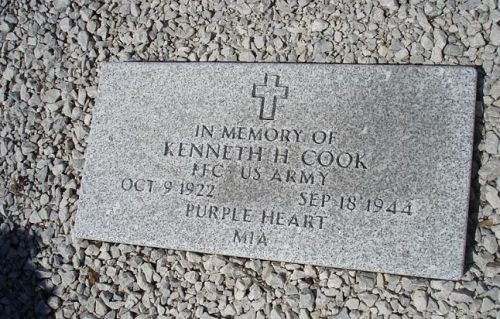 IN MEMORY OF
KENNETH H COOK
PFC US ARMY
OCT 9 1922 SEP 18 1944
PURPLE HEART
MIA